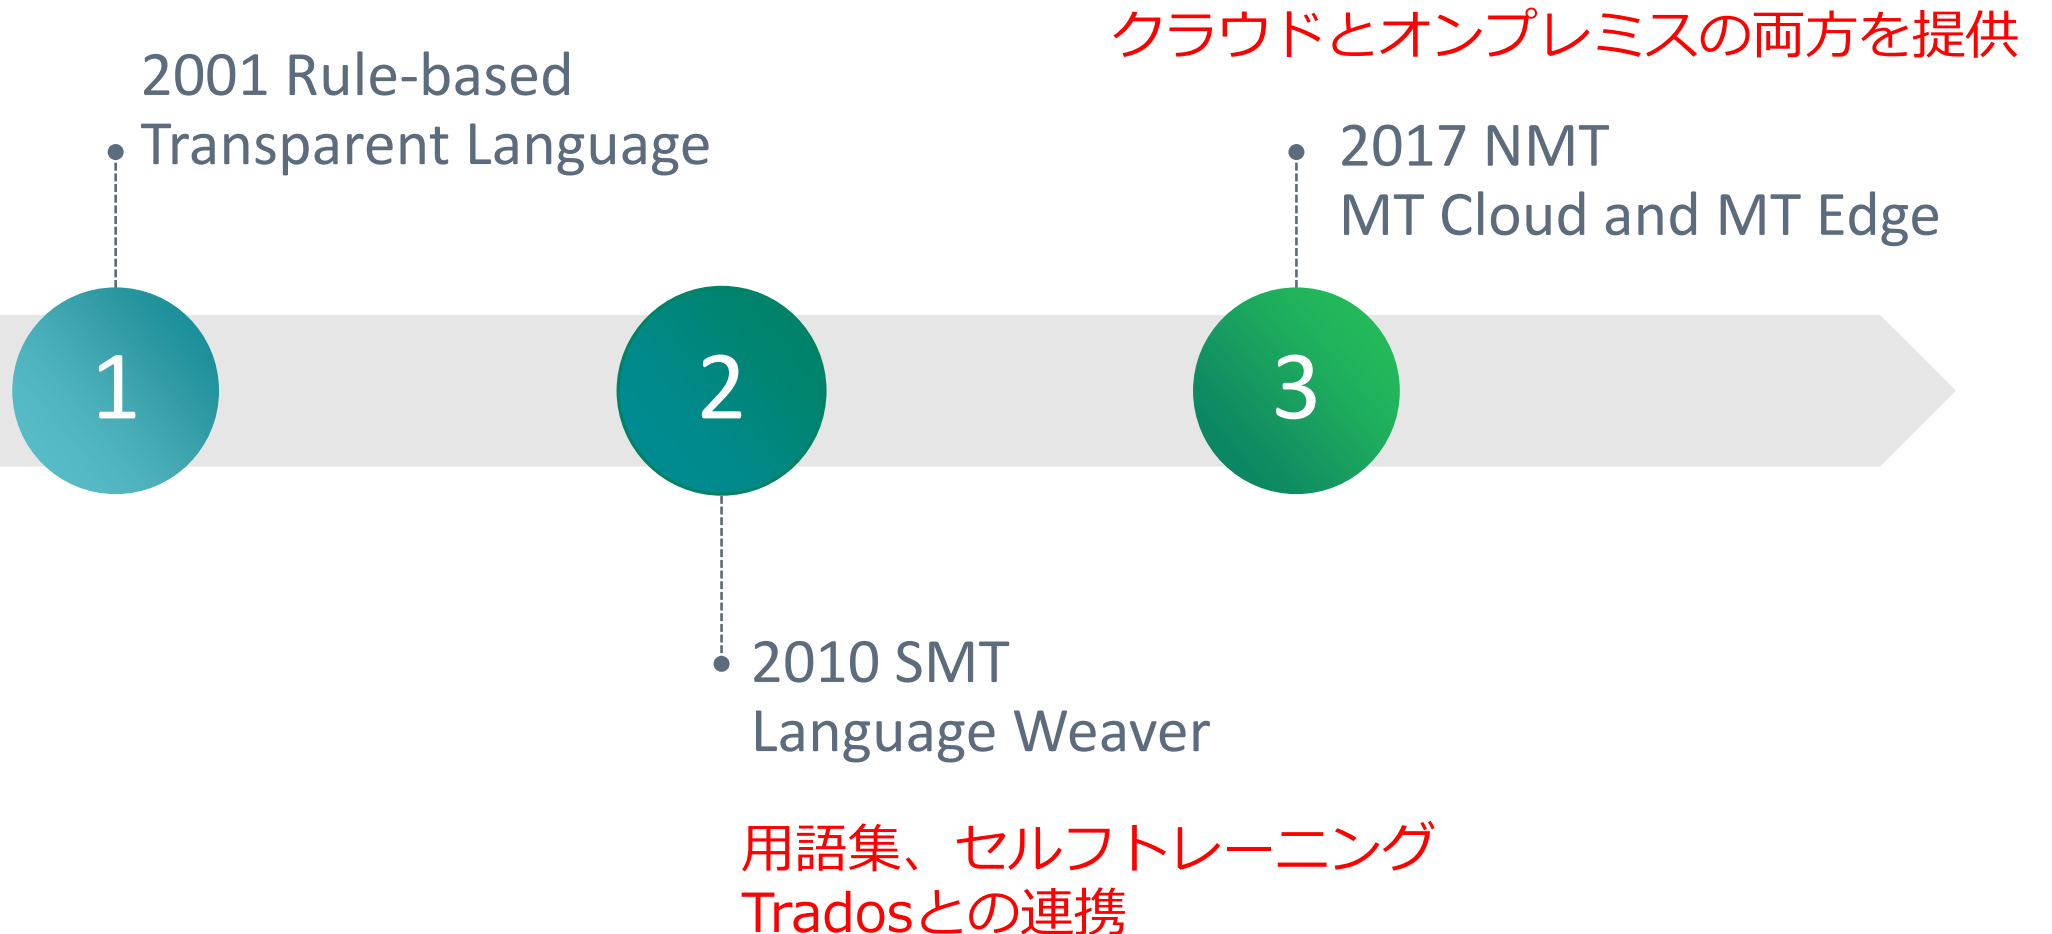 クラウドとオンプレミスの両方を提供
2001 Rule-based
Transparent Language
2017 NMT
MT Cloud and MT Edge
1
2
3
2010 SMT
Language Weaver
用語集、セルフトレーニング
Tradosとの連携